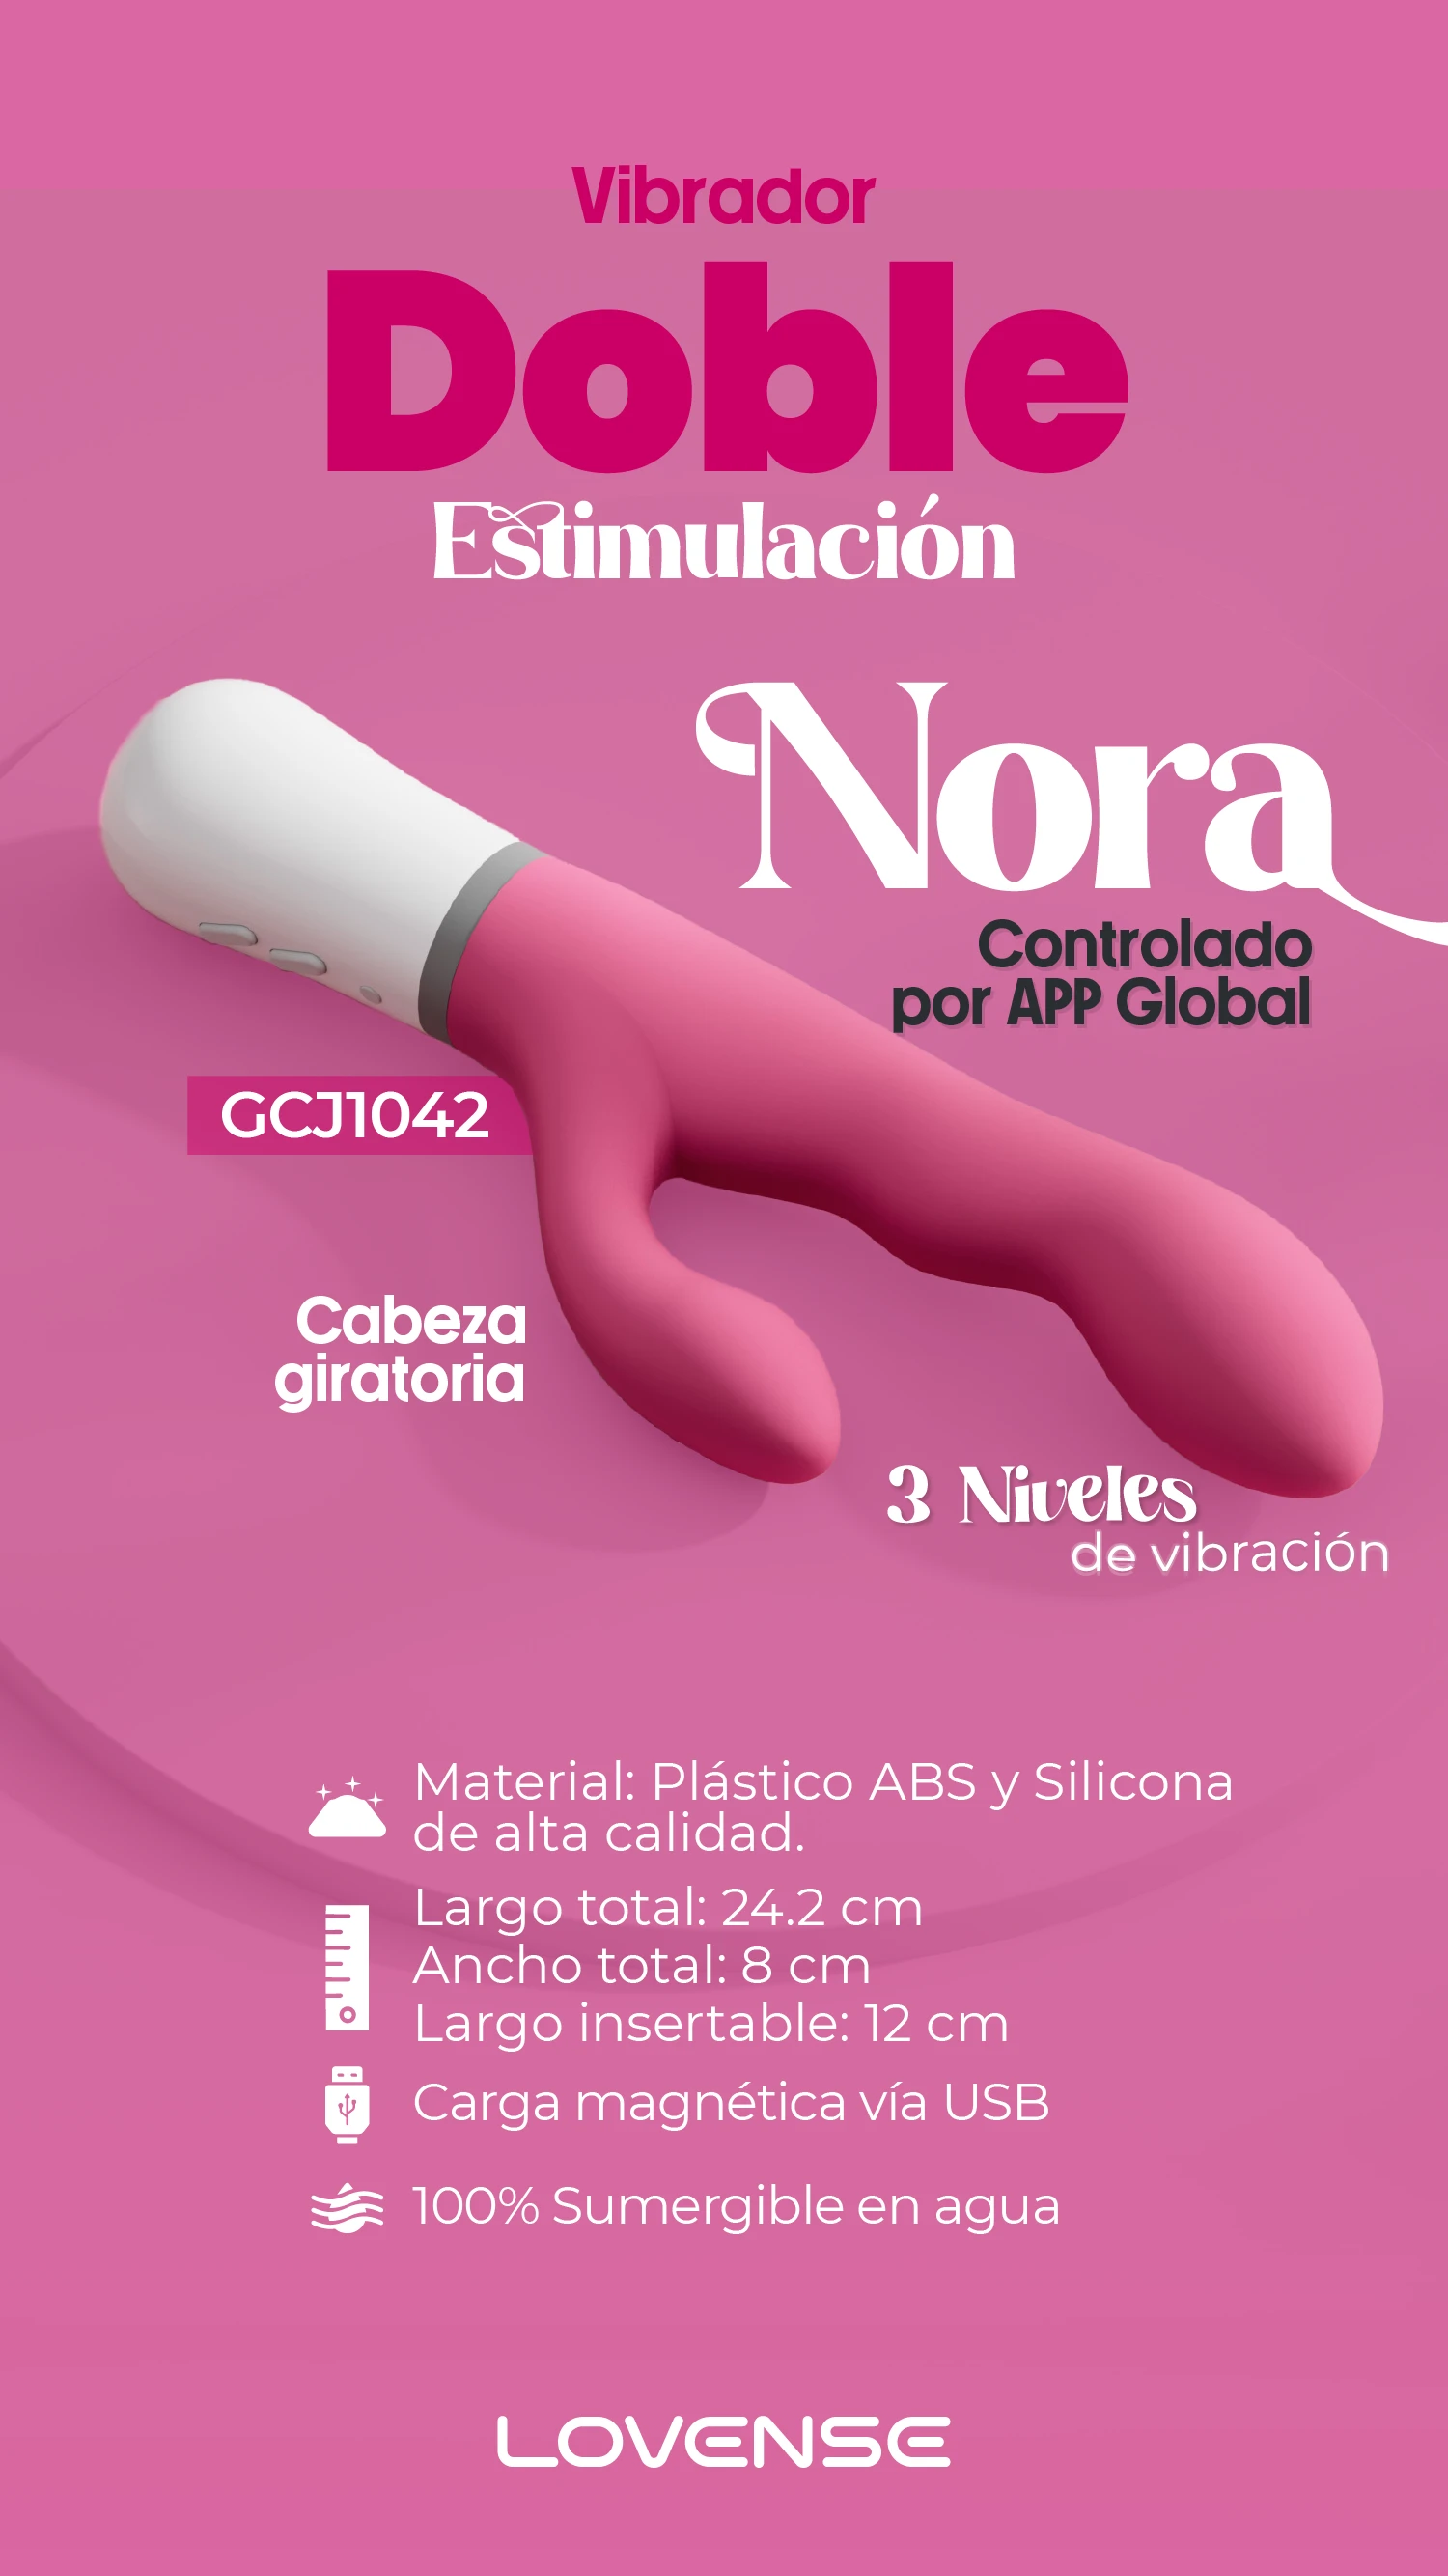 Vibrador
Doble
Estimulación
Nora
Controlado
por APP Global
GCJ1042
Cabeza
giratoria
3 Niveles
de vibración
Material: Plástico ABS y Silicona
de alta calidad.
Largo total: 24.2 cm
Ancho total: 8 cm
Largo insertable: 12 cm
Carga magnética vía USB
100% Sumergible en agua
LOVENSE